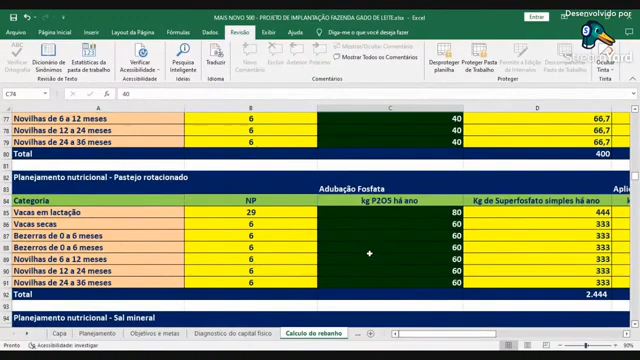 Desenvolvido por
MAIS NOVO 500 - PROJETO DE IMPLANTAÇÃO FAZENDA GADO DE LEITE.xlsx - Excel
Entrar
Arquivo Página Inicial Inserir Layout da Página Fórmulas Dados Revisão Exibir Ajuda Diga-me o que você deseja fazer
Verificar Ortografia
Dicionário de Sinônimos
Estatísticas da pasta de trabalho
Verificar Acessibilidade
Pesquisa Inteligente
Traduzir
Mostrar/Ocultar Comentários
Mostrar Todos os Comentários
Desproteger planilha
Proteger Pasta de Trabalho
Ocultar Tinta
Revisão de Texto
Acessibilidade
Ideias
Idioma
Comentários
Proteger
Tinta
C74 40
A B C D
77 Novilhas de 6 a 12 meses 6 40 66,7
78 Novilhas de 12 a 24 meses 6 40 66,7
79 Novilhas de 24 a 36 meses 6 40 66,7
80 Total 400
81
82 Planejamento nutricional - Pastejo rotacionado
83 Adubação Fosfata Aplic
84 Categoria NP kg P2O5 há ano Kg de Superfosfato simples há ano
85 Vacas em lactação 29 80 444
86 Vacas secas 6 60 333
87 Bezerras de 0 a 6 meses 6 60 333
88 Bezerros de 0 a 6 meses 6 60 333
89 Novilhas de 6 a 12 meses 6 60 333
90 Novilhas de 12 a 24 meses 6 60 333
91 Novilhas de 24 a 36 meses 6 60 333
92 Total 2.444
93
94 Planejamento nutricional - Sal mineral
Capa Planejamento Objetivos e metas Diagnostico do capital fisico Calculo do rebanho ...
Pronto Acessibilidade: investigar 90%